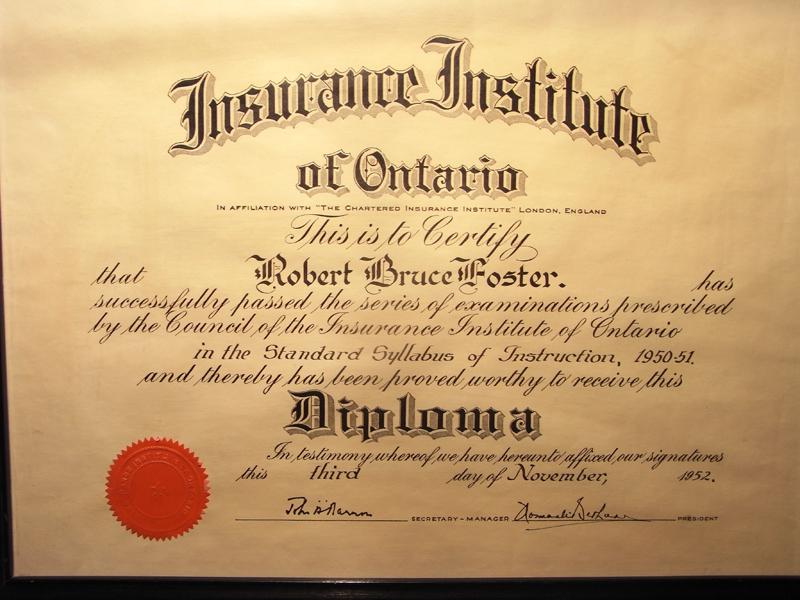 Insurance Institute
of Ontario
IN AFFILIATION WITH "THE CHARTERED INSURANCE INSTITUTE" LONDON, ENGLAND
This is to Certify
that Robert Bruce Foster. has
successfully passed the series of examinations prescribed
by the Council of the Insurance Institute of Ontario
in the Standard Syllabus of Instruction, 1950-51.
and thereby has been proved worthy to receive this
Diploma
In testimony whereof, we have hereunto affixed our signatures
this third day of November, 1952.
SECRETARY-MANAGER PRESIDENT